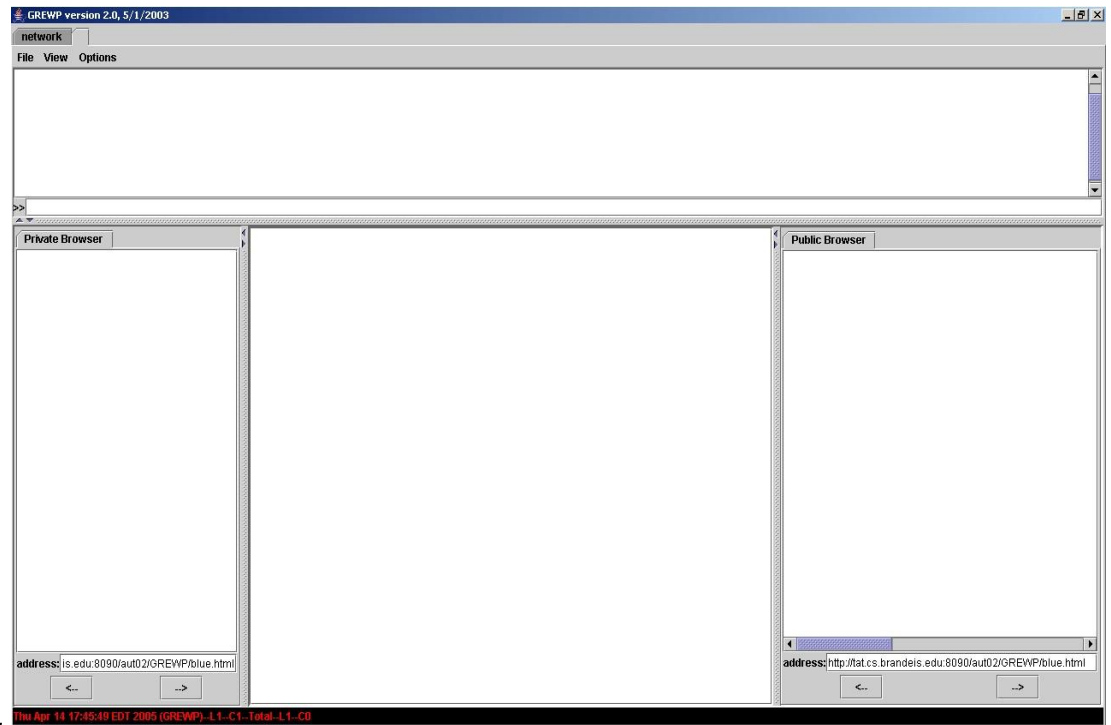 GREWP version 2.0, 5/1/2003
network
File View Options
>>
Private Browser
Public Browser
address: is.edu:8090/aut02/GREWP/blue.html
address: http://tat.cs.brandeis.edu:8090/aut02/GREWP/blue.html
<-- -->
<-- -->
Thu Apr 14 17:45:49 EDT 2005 (GREWP)--L1--C1--Total--L1--C0